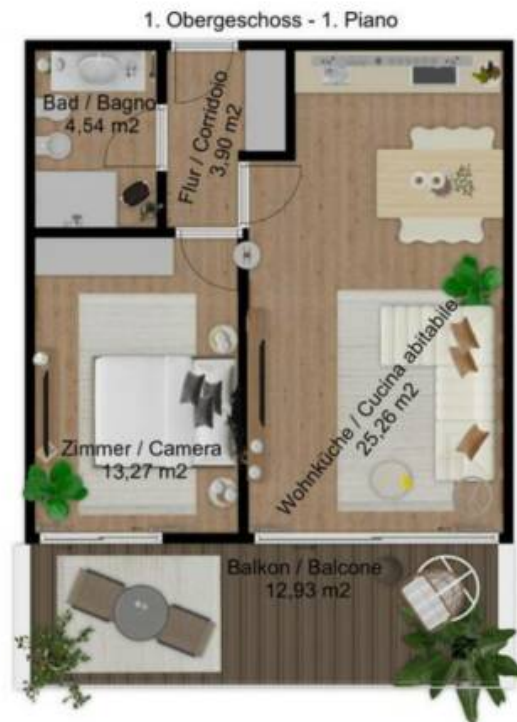 1. Obergeschoss - 1. Piano
Bad / Bagno
4,54 m2
Flur / Corridoio
3,90 m2
Wohnküche / Cucina abitabile
25,26 m2
Zimmer / Camera
13,27 m2
Balkon / Balcone
12,93 m2